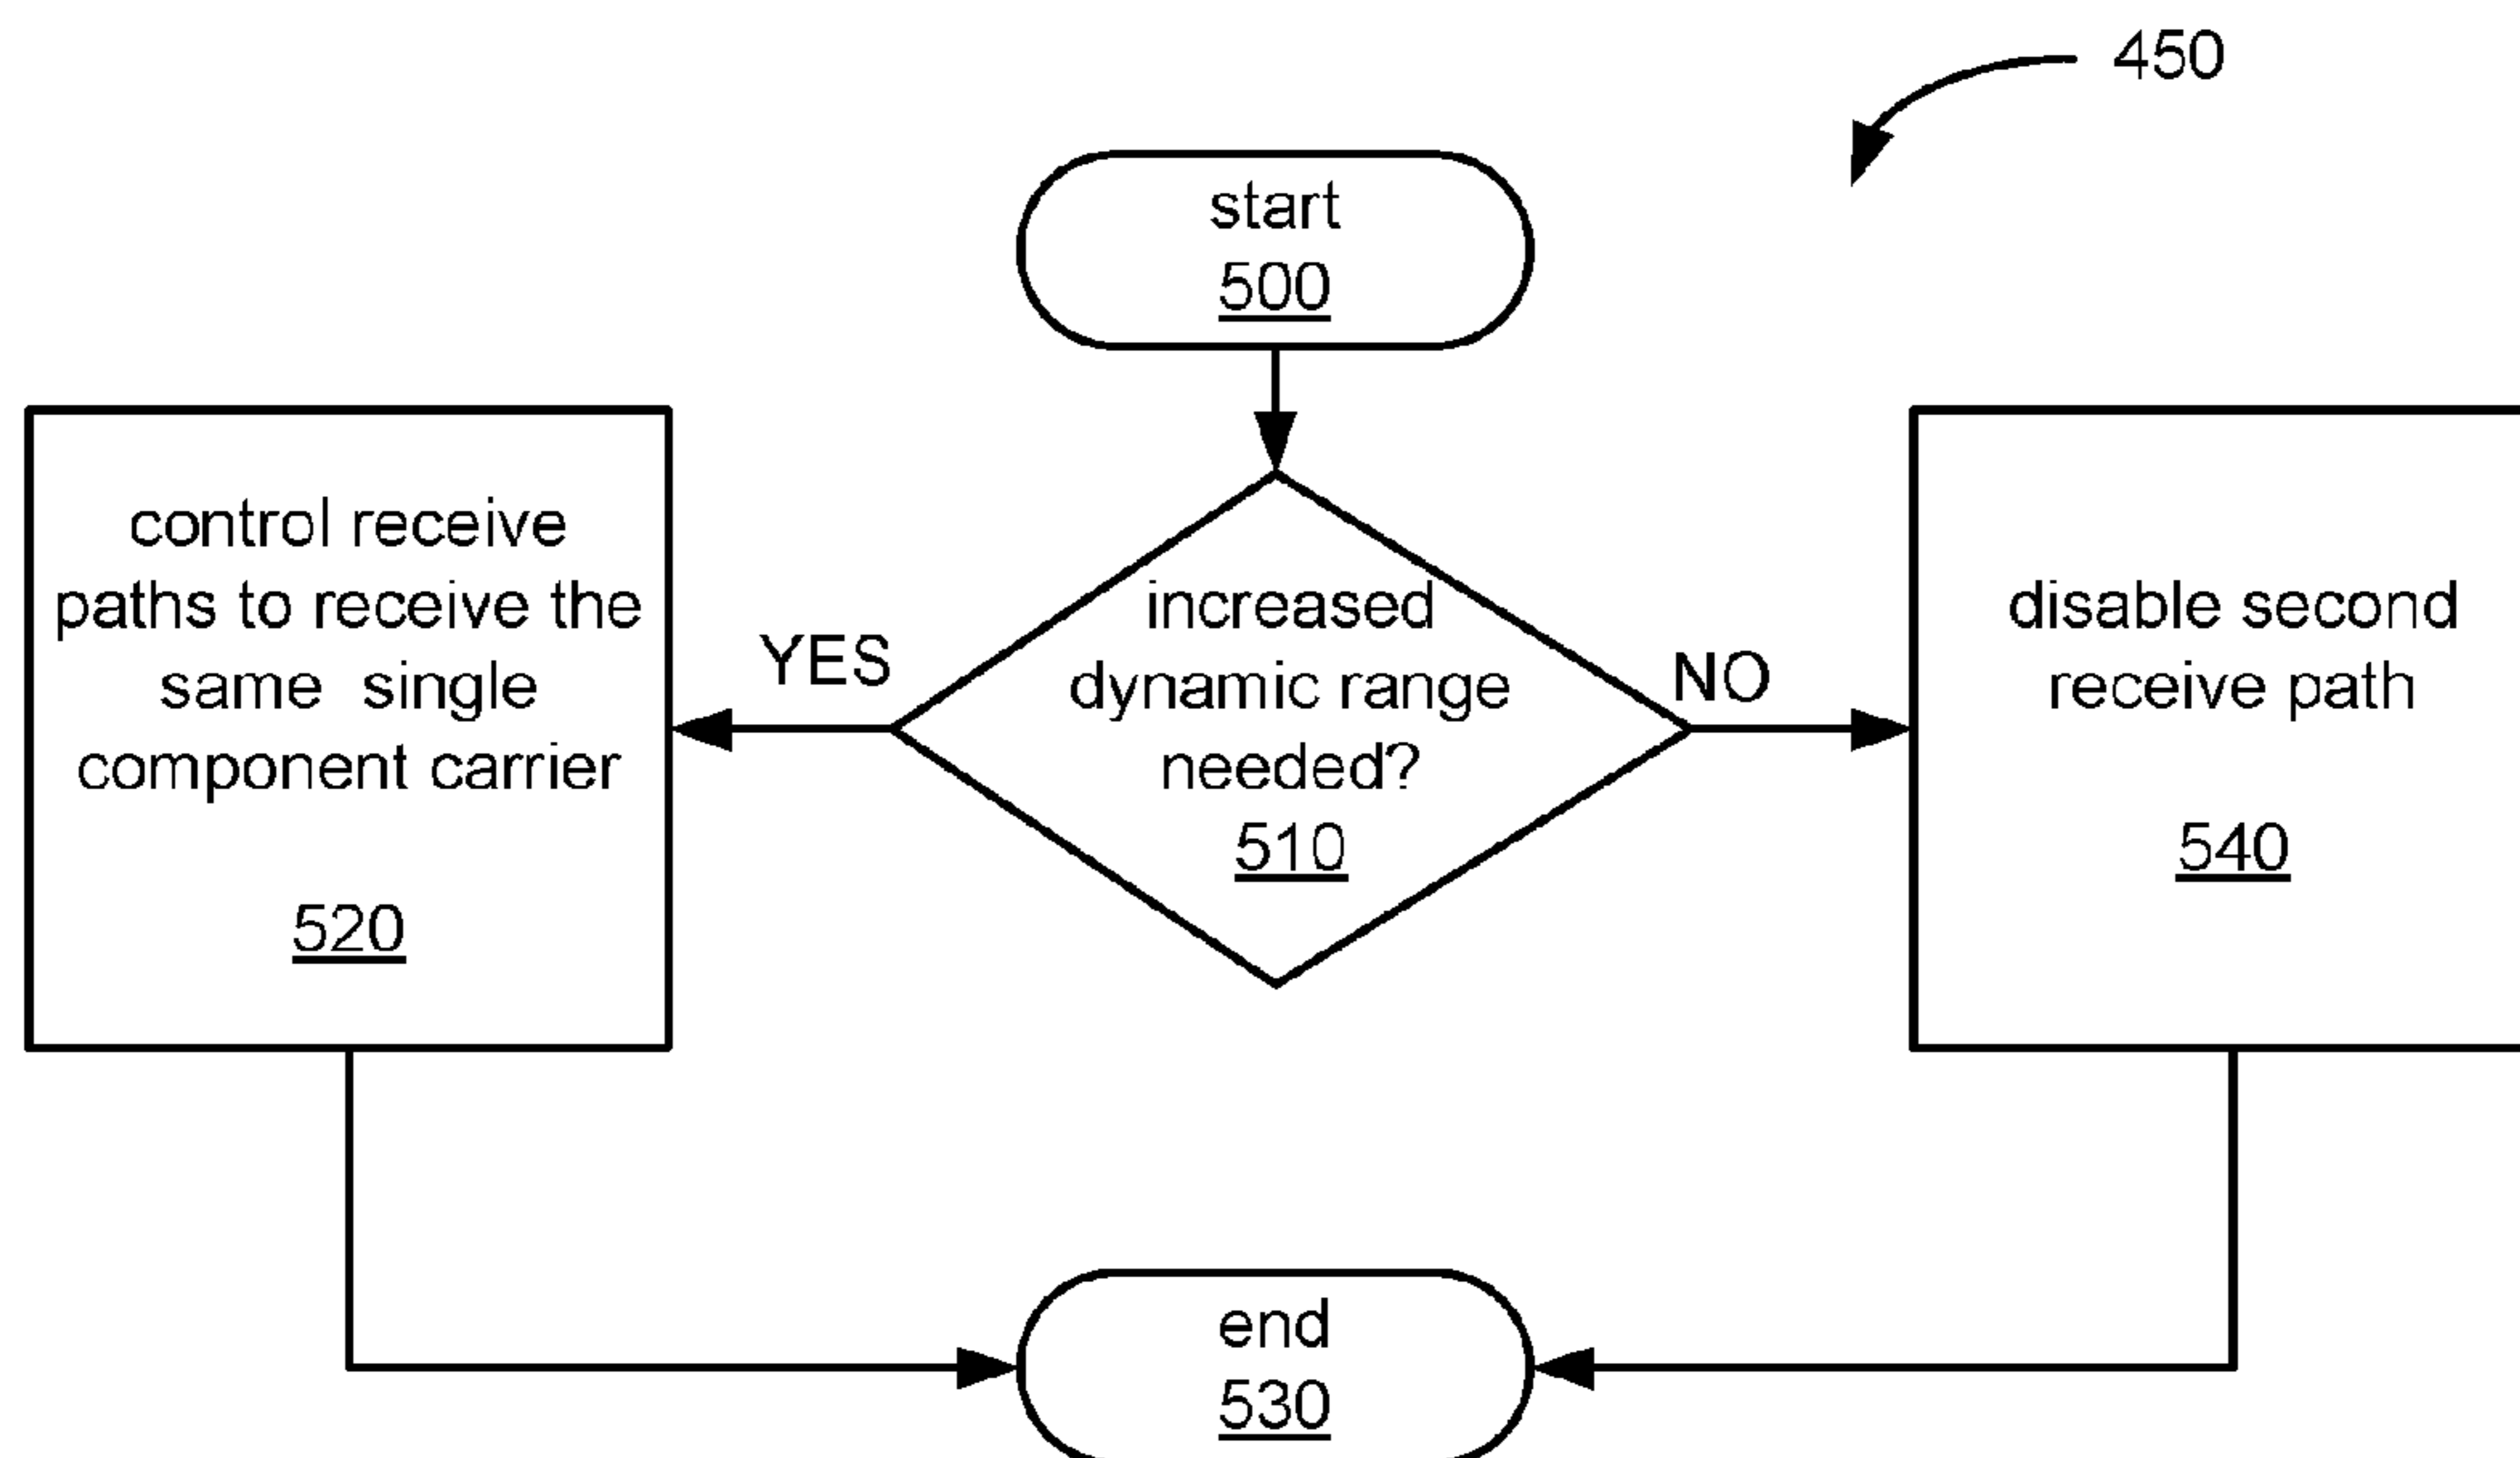 450
start
500
control receive
paths to receive the
same single
component carrier
520
YES
increased
dynamic range
needed?
510
NO
disable second
receive path
540
end
530